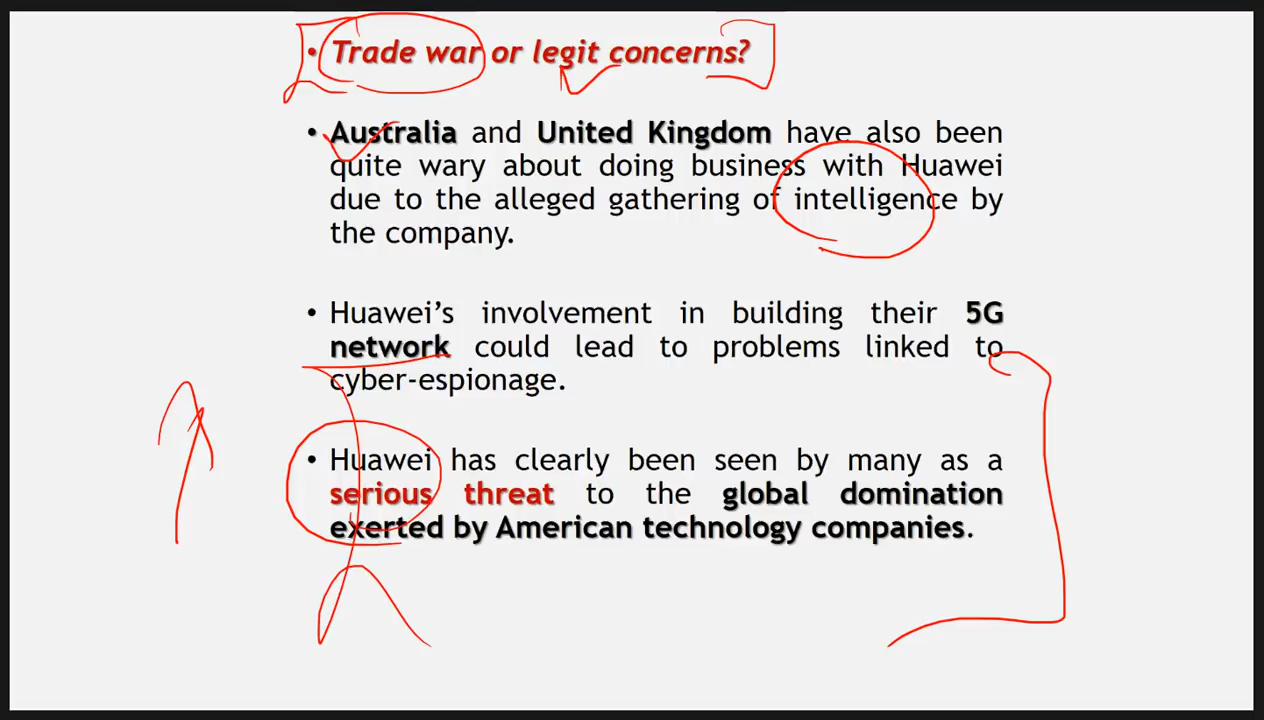 • Trade war or legit concerns?
• Australia and United Kingdom have also been
quite wary about doing business with Huawei
due to the alleged gathering of intelligence by
the company.
• Huawei's involvement in building their 5G
network could lead to problems linked to
cyber-espionage.
• Huawei has clearly been seen by many as a
serious threat to the global domination
exerted by American technology companies.